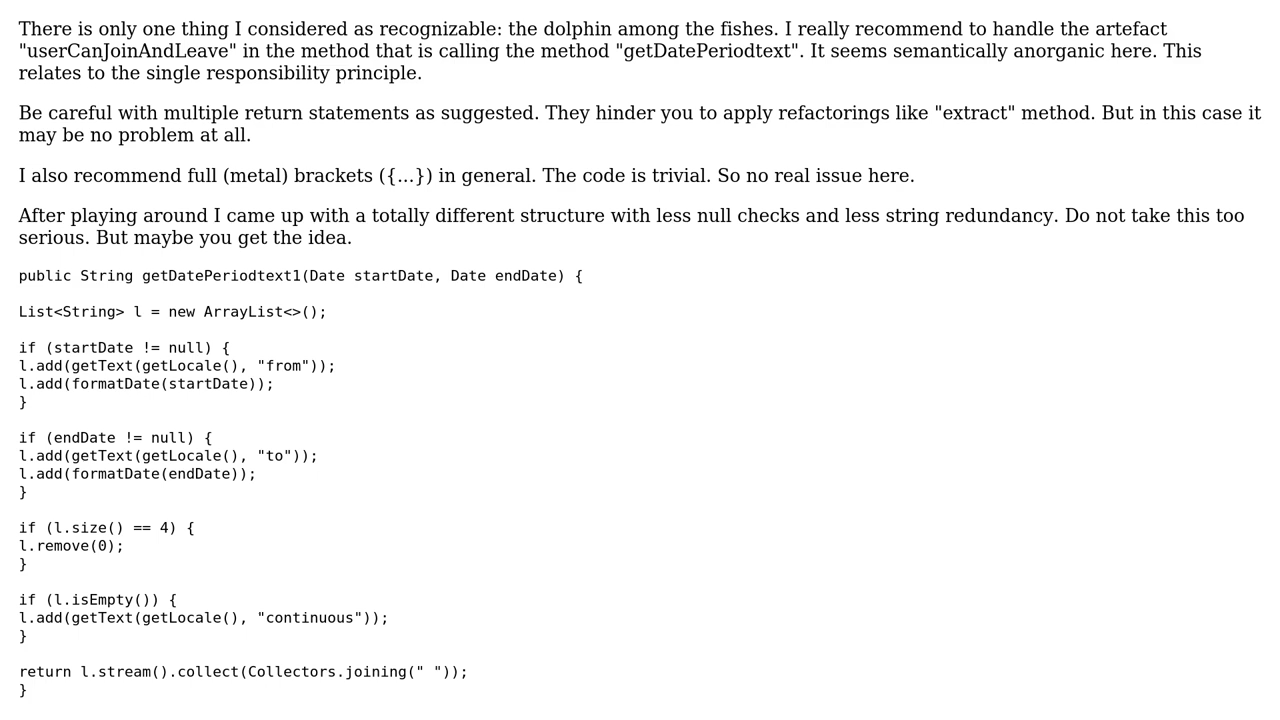 There is only one thing I considered as recognizable: the dolphin among the fishes. I really recommend to handle the artefact
"userCanJoinAndLeave" in the method that is calling the method "getDatePeriodtext". It seems semantically anorganic here. This
relates to the single responsibility principle.
Be careful with multiple return statements as suggested. They hinder you to apply refactorings like "extract" method. But in this case it
may be no problem at all.
I also recommend full (metal) brackets ({...}) in general. The code is trivial. So no real issue here.
After playing around I came up with a totally different structure with less null checks and less string redundancy. Do not take this too
serious. But maybe you get the idea.
public String getDatePeriodtext1(Date startDate, Date endDate) {
List<String> l = new ArrayList<>();
if (startDate != null) {
l.add(getText(getLocale(), "from"));
l.add(formatDate(startDate));
}
if (endDate != null) {
l.add(getText(getLocale(), "to"));
l.add(formatDate(endDate));
}
if (l.size() == 4) {
l.remove(0);
}
if (l.isEmpty()) {
l.add(getText(getLocale(), "continuous"));
}
return l.stream().collect(Collectors.joining(" "));
}